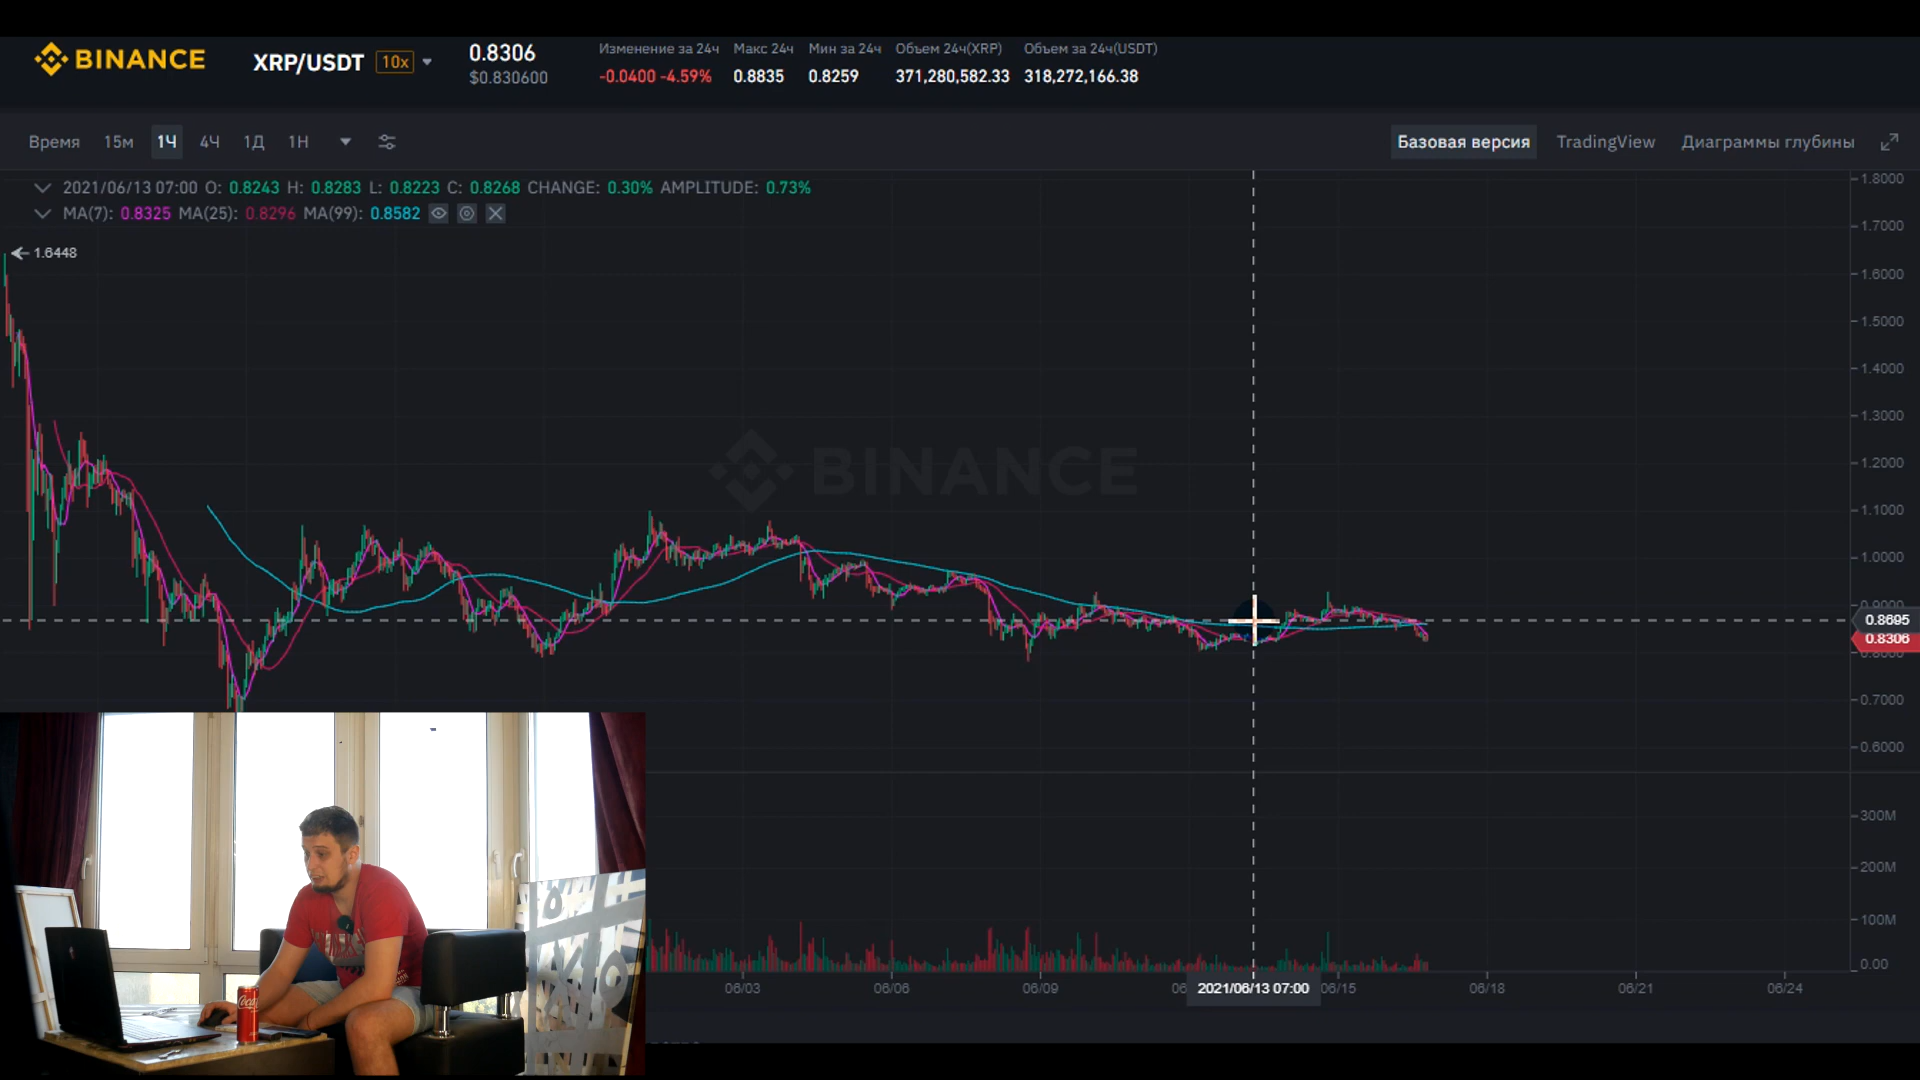 BINANCE
XRP/USDT 10x
0.8306
$0.830600
Изменение за 24ч Макс 24ч Мин за 24ч Объем 24ч(XRP) Объем за 24ч(USDT)
-0.0400 -4.59% 0.8835 0.8259 371,280,582.33 318,272,166.38
Время 15м 1Ч 4Ч 1Д 1Н
Базовая версия TradingView Диаграммы глубины
2021/06/13 07:00 O: 0.8243 H: 0.8283 L: 0.8223 C: 0.8268 CHANGE: 0.30% AMPLITUDE: 0.73%
MA(7): 0.8325 MA(25): 0.8296 MA(99): 0.8582
1.6448
1.8000
1.7000
1.6000
1.5000
1.4000
1.3000
1.2000
BINANCE
1.1000
1.0000
0.9000
0.8695
0.8306
0.8000
0.7000
0.6000
300M
200M
100M
0.00
06/03 06/06 06/09 2021/06/13 07:00 06/15 06/18 06/21 06/24